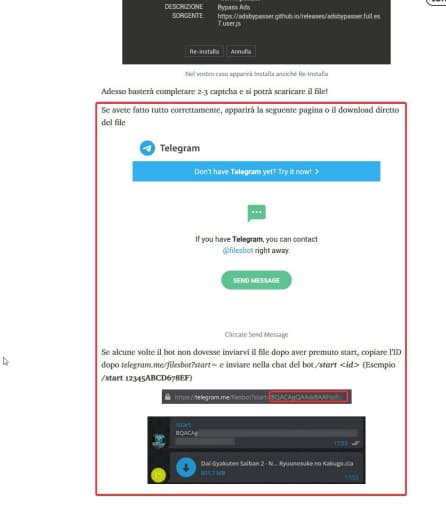 DESCRIZIONE Bypass Ads
SORGENTE https://adsbypasser.github.io/releases/adsbypasser.full.es
7.user.js
Re-installa Annulla
Nel vostro caso apparirà Installa anziché Re-Installa
Adesso basterà completare 2-3 captcha e si potrà scaricare il file!
Se avete fatto tutto correttamente, apparirà la seguente pagina o il download diretto
del file
Telegram
Don't have Telegram yet? Try it now!
If you have Telegram, you can contact
@filesbot right away.
SEND MESSAGE
Cliccate Send Message
Se alcune volte il bot non dovesse inviarvi il file dopo aver premuto start, copiare l'ID
dopo telegram.me/filesbot?start= e inviare nella chat del bot /start <id> (Esempio
/start 12345ABCD678EF)
https://telegram.me/filesbot?start=
/start
BQACAg
17:03
Dai Gyakuten Saiban 2 - N... Ryuunosuke no Kakugo.cia
803,7 MB
17:03